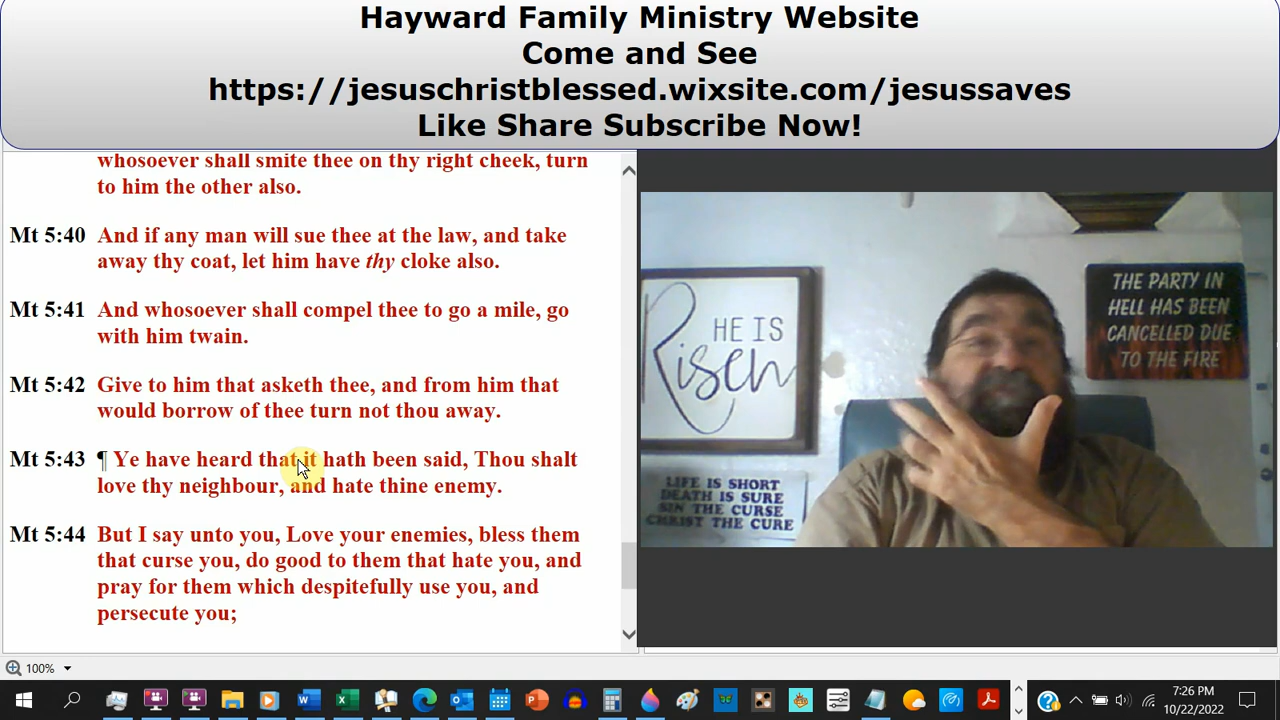 Hayward Family Ministry Website
Come and See
https://jesuschristblessed.wixsite.com/jesussaves
Like Share Subscribe Now!
whosoever shall smite thee on thy right cheek, turn
to him the other also.
Mt 5:40 And if any man will sue thee at the law, and take
away thy coat, let him have thy cloke also.
Mt 5:41 And whosoever shall compel thee to go a mile, go
with him twain.
Mt 5:42 Give to him that asketh thee, and from him that
would borrow of thee turn not thou away.
Mt 5:43 ¶ Ye have heard that it hath been said, Thou shalt
love thy neighbour, and hate thine enemy.
Mt 5:44 But I say unto you, Love your enemies, bless them
that curse you, do good to them that hate you, and
pray for them which despitefully use you, and
persecute you;
HE IS
Risen
THE PARTY IN
HELL HAS BEEN
CANCELLED DUE
TO THE FIRE
LIFE IS SHORT
DEATH IS SURE
SIN THE CURSE
CHRIST THE CURE
100%
7:26 PM
10/22/2022